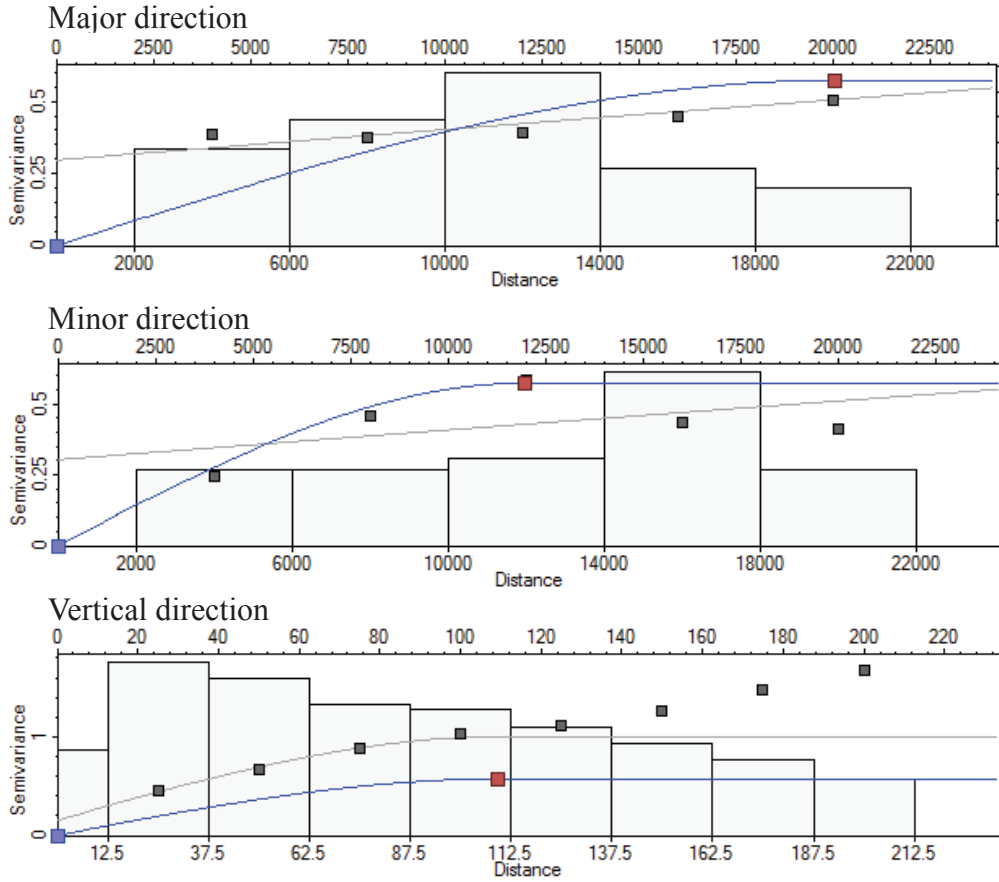 Major direction
0 2500 5000 7500 10000 12500 15000 17500 20000 22500
Semivariance
0 0.25 0.5
2000 6000 10000 14000 18000 22000
Distance
Minor direction
0 2500 5000 7500 10000 12500 15000 17500 20000 22500
Semivariance
0 0.25 0.5
2000 6000 10000 14000 18000 22000
Distance
Vertical direction
0 20 40 60 80 100 120 140 160 180 200 220
Semivariance
0 1
12.5 37.5 62.5 87.5 112.5 137.5 162.5 187.5 212.5
Distance